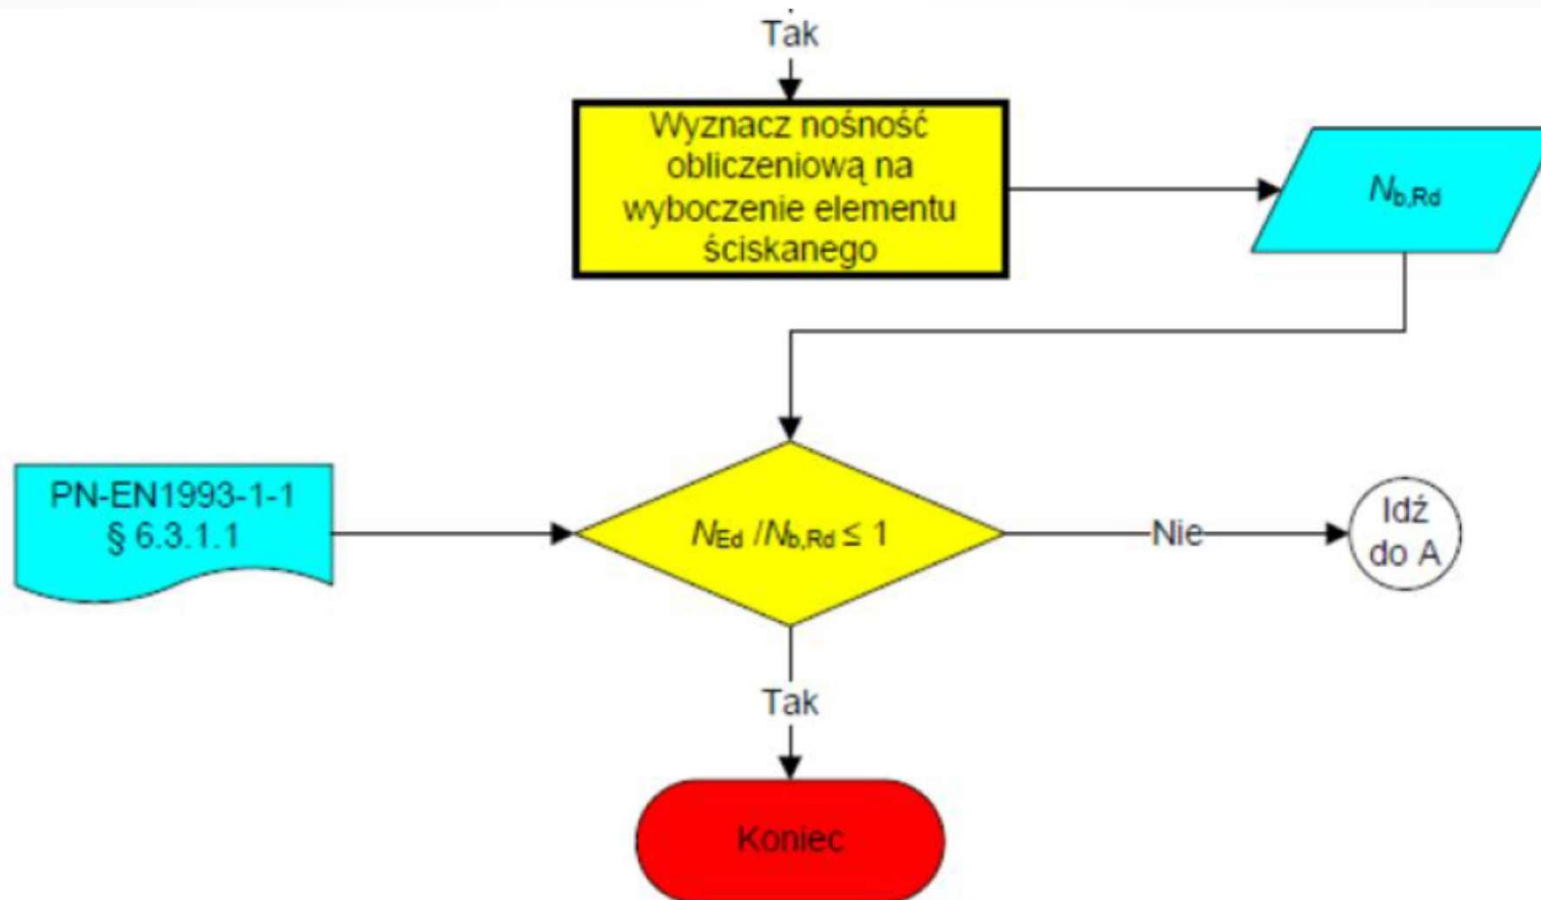 Tak
Wyznacz nośność
obliczeniową na
wyboczenie elementu
ściskanego
Nb,Rd
PN-EN1993-1-1
§ 6.3.1.1
NEd /Nb,Rd ≤ 1
Nie
Idź
do A
Tak
Koniec